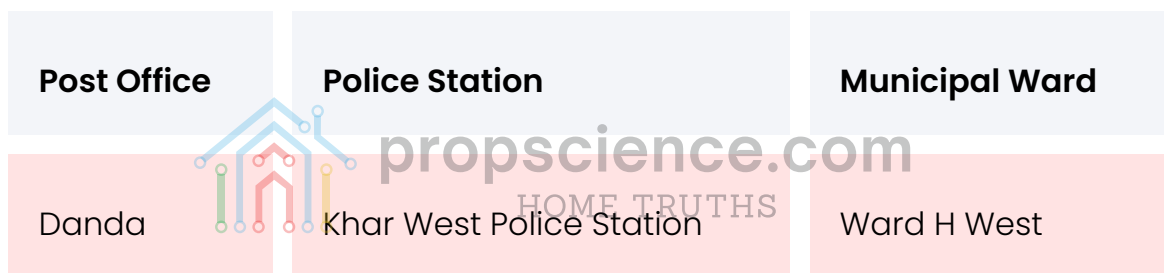 Post Office Police Station Municipal Ward
propscience.com
HOME TRUTHS
Danda Khar West Police Station Ward H West